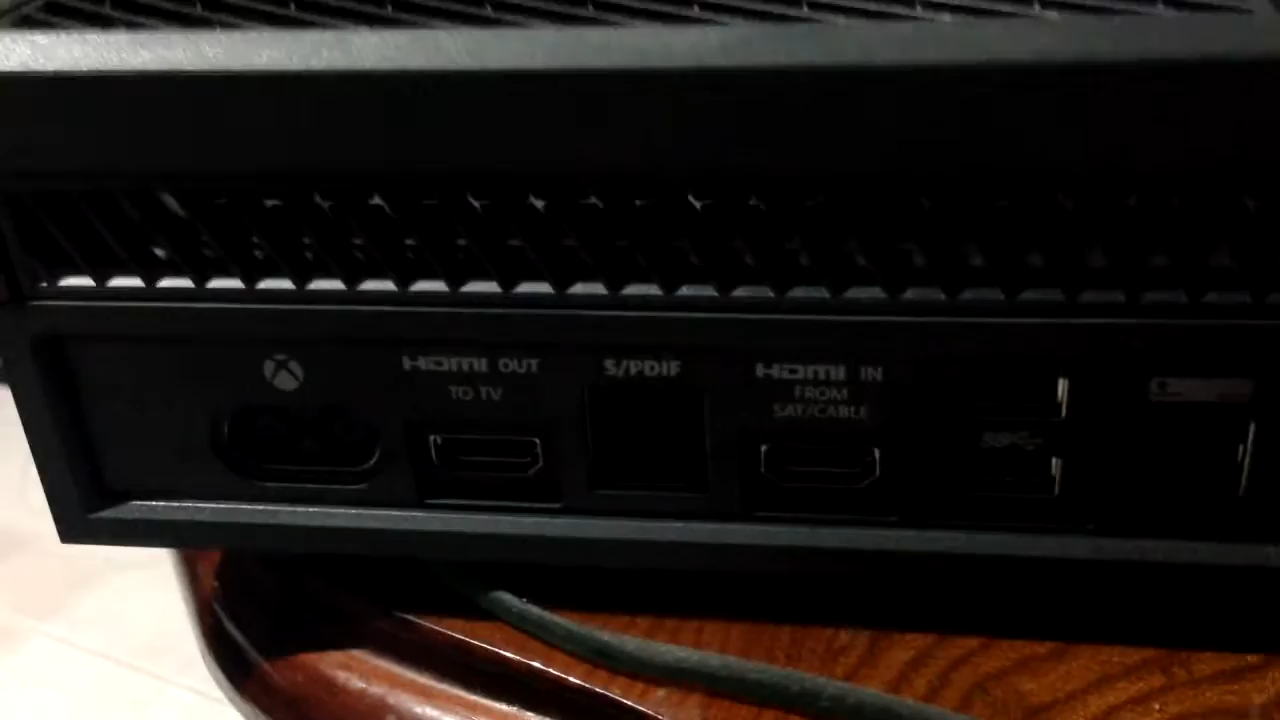 HDMI OUT
TO TV
S/PDIF
HDMI IN
FROM
SAT/CABLE